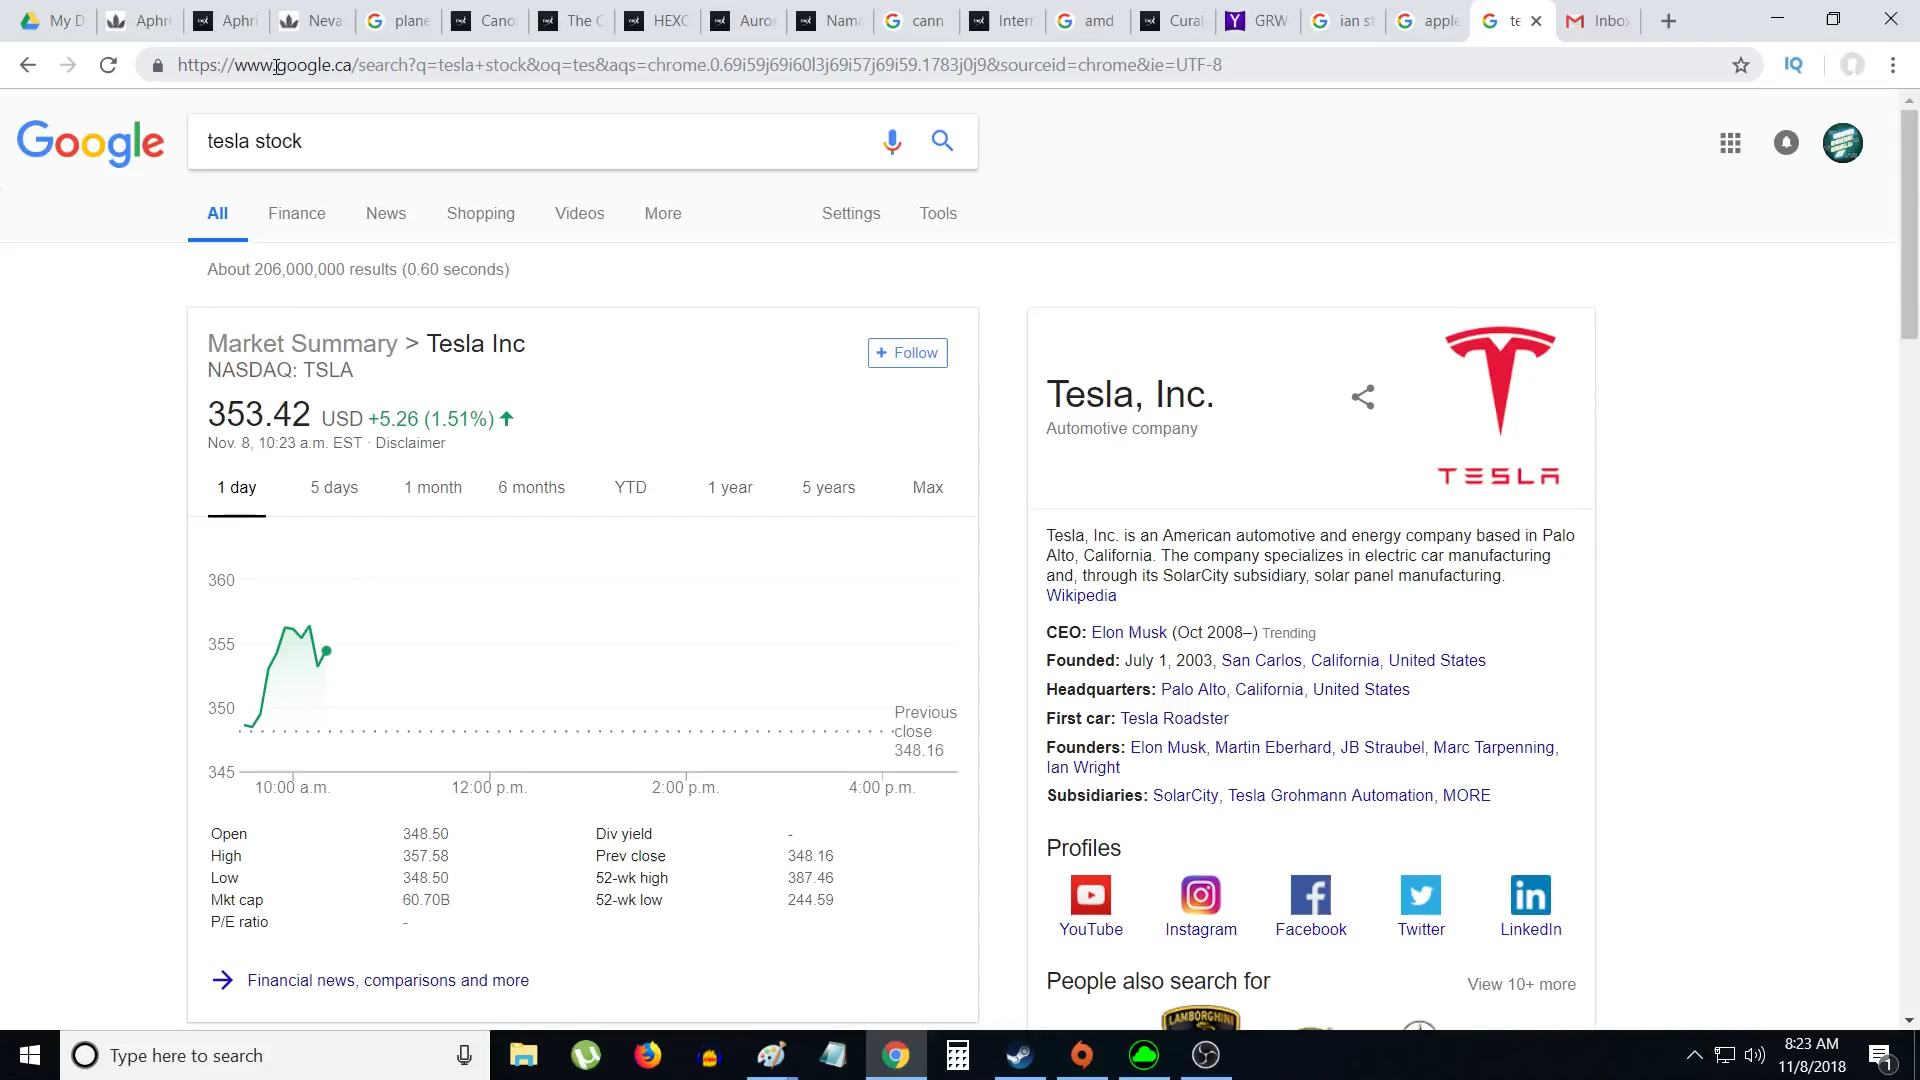 My D
Aphri
Aphri
Neva
plane
Cano
The C
HEXO
Auror
Nam
cann
Inter
amd
Cural
GRW
ian st
apple
te
Inbox
https://www.google.ca/search?q=tesla+stock&oq=tes&aqs=chrome.0.69i59j69i60l3j69i57j69i59.1783j0j9&sourceid=chrome&ie=UTF-8
IQ
Google
tesla stock
All
Finance
News
Shopping
Videos
More
Settings
Tools
About 206,000,000 results (0.60 seconds)
Market Summary > Tesla Inc
NASDAQ: TSLA
+ Follow
353.42 USD +5.26 (1.51%)
Nov. 8, 10:23 a.m. EST · Disclaimer
1 day
5 days
1 month
6 months
YTD
1 year
5 years
Max
360
355
350
345
Previous
close
348.16
10:00 a.m.
12:00 p.m.
2:00 p.m.
4:00 p.m.
Open 348.50 Div yield -
High 357.58 Prev close 348.16
Low 348.50 52-wk high 387.46
Mkt cap 60.70B 52-wk low 244.59
P/E ratio -
Financial news, comparisons and more
Tesla, Inc.
Automotive company
TESLA
Tesla, Inc. is an American automotive and energy company based in Palo
Alto, California. The company specializes in electric car manufacturing
and, through its SolarCity subsidiary, solar panel manufacturing.
Wikipedia
CEO: Elon Musk (Oct 2008–) Trending
Founded: July 1, 2003, San Carlos, California, United States
Headquarters: Palo Alto, California, United States
First car: Tesla Roadster
Founders: Elon Musk, Martin Eberhard, JB Straubel, Marc Tarpenning,
Ian Wright
Subsidiaries: SolarCity, Tesla Grohmann Automation, MORE
Profiles
YouTube
Instagram
Facebook
Twitter
LinkedIn
People also search for
View 10+ more
LAMBORGHINI
Type here to search
8:23 AM
11/8/2018
1